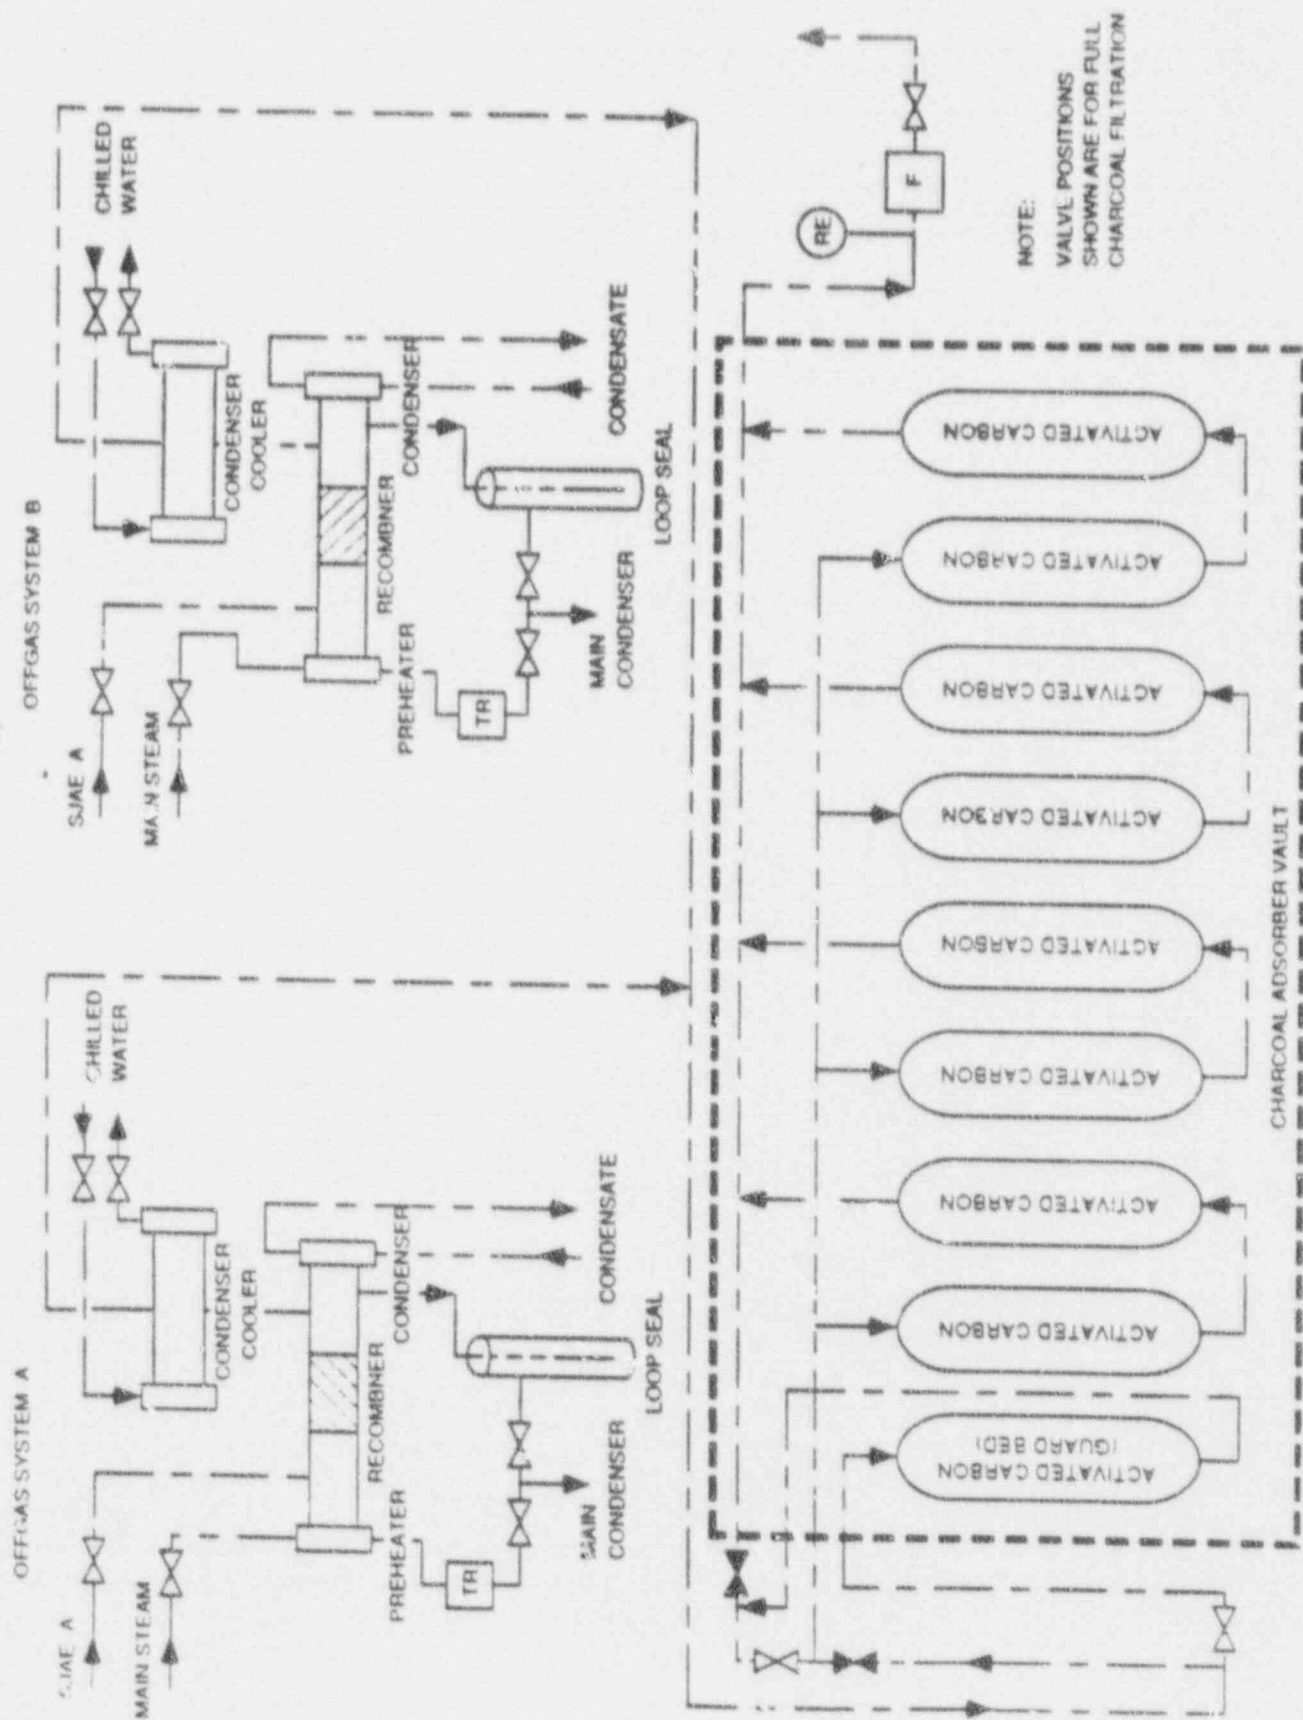 OFFGAS SYSTEM B
SJAE A
MAIN STEAM
CHILLED
WATER
CONDENSER
COOLER
PREHEATER
RECOMBNER
CONDENSER
TR
MAIN
CONDENSER
LOOP SEAL
CONDENSATE
OFFGAS SYSTEM A
SJAE A
MAIN STEAM
CHILLED
WATER
CONDENSER
COOLER
PREHEATER
RECOMBNER
CONDENSER
TR
MAIN
CONDENSER
LOOP SEAL
CONDENSATE
RE
F
NOTE:
VALVE POSITIONS
SHOWN ARE FOR FULL
CHARCOAL FILTRATION
ACTIVATED CARBON
(GUARD BED)
ACTIVATED CARBON
ACTIVATED CARBON
ACTIVATED CARBON
ACTIVATED CARBON
ACTIVATED CARBON
ACTIVATED CARBON
ACTIVATED CARBON
ACTIVATED CARBON
CHARCOAL ADSORBER VAULT